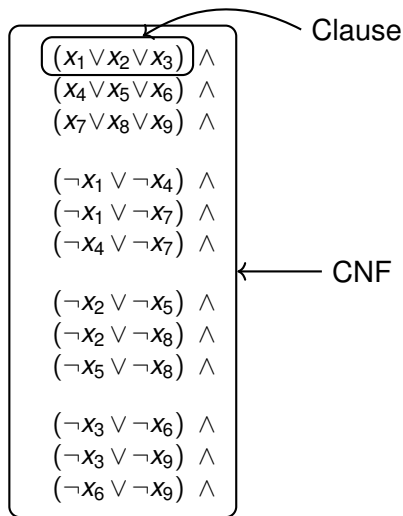 Clause
(x₁∨x₂∨x₃) ∧
(x₄∨x₅∨x₆) ∧
(x₇∨x₈∨x₉) ∧
(¬x₁ ∨ ¬x₄) ∧
(¬x₁ ∨ ¬x₇) ∧
(¬x₄ ∨ ¬x₇) ∧
CNF
(¬x₂ ∨ ¬x₅) ∧
(¬x₂ ∨ ¬x₈) ∧
(¬x₅ ∨ ¬x₈) ∧
(¬x₃ ∨ ¬x₆) ∧
(¬x₃ ∨ ¬x₉) ∧
(¬x₆ ∨ ¬x₉) ∧